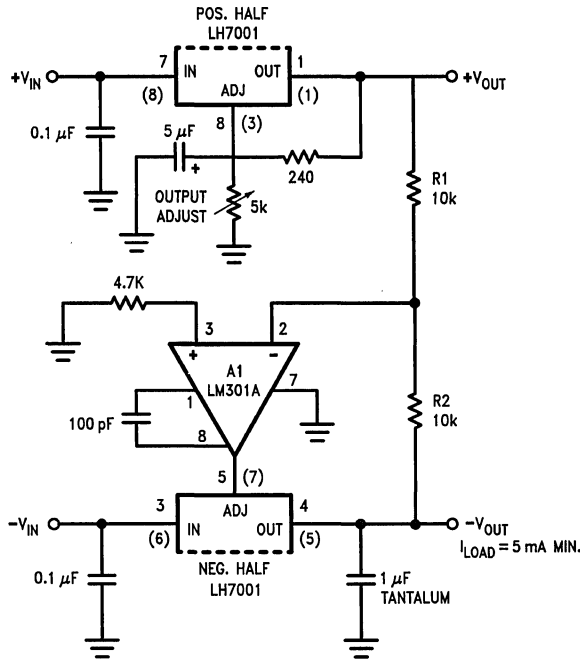 POS. HALF
LH7001
+VIN
7
IN
OUT
1
+VOUT
(8)
ADJ
(1)
8
(3)
0.1 μF
5 μF
+
240
OUTPUT
ADJUST
5k
R1
10k
4.7K
3
2
+
-
A1
LM301A
7
1
100 pF
8
R2
10k
5
(7)
-VIN
3
ADJ
4
-VOUT
IN
OUT
(6)
(5)
ILOAD = 5 mA MIN.
0.1 μF
NEG. HALF
LH7001
1 μF
TANTALUM